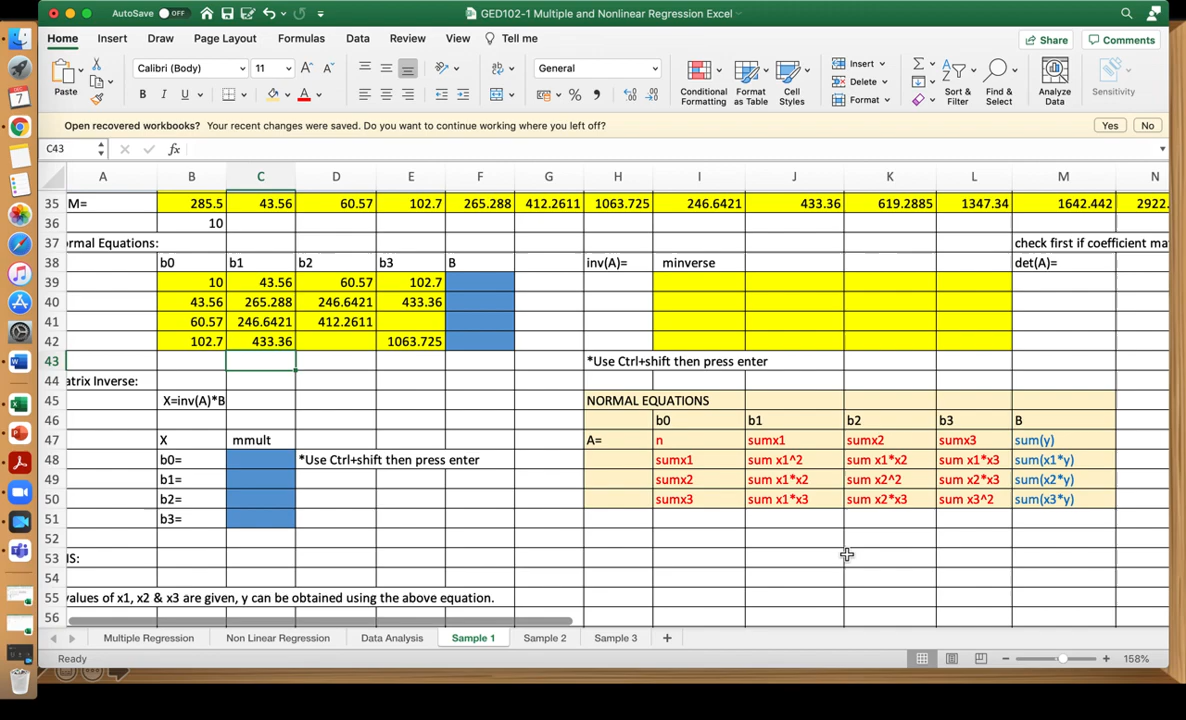 AutoSave OFF GED102-1 Multiple and Nonlinear Regression Excel
Home Insert Draw Page Layout Formulas Data Review View Tell me Share Comments
Paste Calibri (Body) 11 General Conditional Formatting Format as Table Cell Styles Insert Delete Format Sort & Filter Find & Select Analyze Data Sensitivity
Open recovered workbooks? Your recent changes were saved. Do you want to continue working where you left off? Yes No
C43 fx
A B C D E F G H I J K L M N
35 M= 285.5 43.56 60.57 102.7 265.288 412.2611 1063.725 246.6421 433.36 619.2885 1347.34 1642.442 2922.
36 10
37 ormal Equations: check first if coefficient ma
38 b0 b1 b2 b3 B inv(A)= minverse det(A)=
39 10 43.56 60.57 102.7
40 43.56 265.288 246.6421 433.36
41 60.57 246.6421 412.2611
42 102.7 433.36 1063.725
43 *Use Ctrl+shift then press enter
44 atrix Inverse:
45 X=inv(A)*B NORMAL EQUATIONS
46 b0 b1 b2 b3 B
47 X mmult A= n sumx1 sumx2 sumx3 sum(y)
48 b0= *Use Ctrl+shift then press enter sumx1 sum x1^2 sum x1*x2 sum x1*x3 sum(x1*y)
49 b1= sumx2 sum x1*x2 sum x2^2 sum x2*x3 sum(x2*y)
50 b2= sumx3 sum x1*x3 sum x2*x3 sum x3^2 sum(x3*y)
51 b3=
52
53 IS:
54
55 values of x1, x2 & x3 are given, y can be obtained using the above equation.
56
Multiple Regression Non Linear Regression Data Analysis Sample 1 Sample 2 Sample 3
Ready 158%